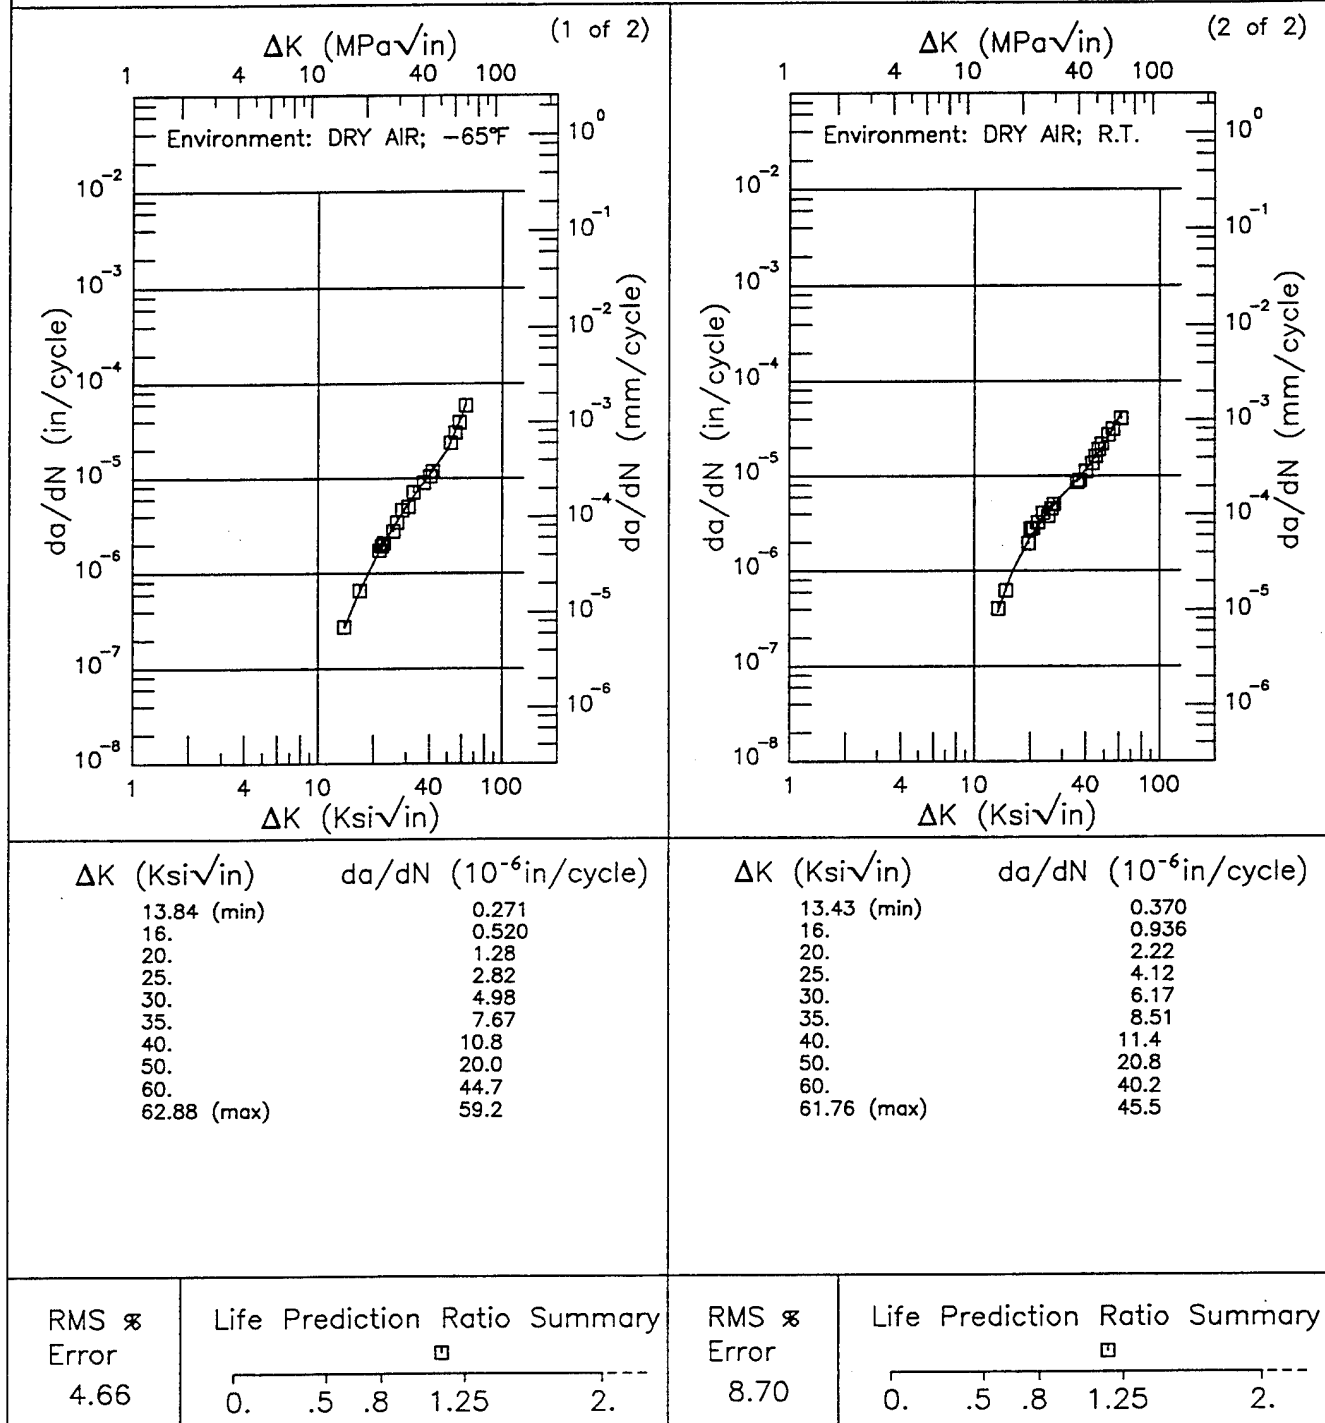 (1 of 2)
ΔK (MPa√in)
1 4 10 40 100
Environment: DRY AIR; −65°F
10⁻²
10⁻³
10⁻⁴
10⁻⁵
10⁻⁶
10⁻⁷
10⁻⁸
da/dN (in/cycle)
10⁰
10⁻¹
10⁻²
10⁻³
10⁻⁴
10⁻⁵
10⁻⁶
da/dN (mm/cycle)
1 4 10 40 100
ΔK (Ksi√in)
(2 of 2)
ΔK (MPa√in)
1 4 10 40 100
Environment: DRY AIR; R.T.
10⁻²
10⁻³
10⁻⁴
10⁻⁵
10⁻⁶
10⁻⁷
10⁻⁸
da/dN (in/cycle)
10⁰
10⁻¹
10⁻²
10⁻³
10⁻⁴
10⁻⁵
10⁻⁶
da/dN (mm/cycle)
1 4 10 40 100
ΔK (Ksi√in)
ΔK (Ksi√in) da/dN (10⁻⁶in/cycle)
13.84 (min) 0.271
16. 0.520
20. 1.28
25. 2.82
30. 4.98
35. 7.67
40. 10.8
50. 20.0
60. 44.7
62.88 (max) 59.2
ΔK (Ksi√in) da/dN (10⁻⁶in/cycle)
13.43 (min) 0.370
16. 0.936
20. 2.22
25. 4.12
30. 6.17
35. 8.51
40. 11.4
50. 20.8
60. 40.2
61.76 (max) 45.5
RMS %
Error
4.66
Life Prediction Ratio Summary
0. .5 .8 1.25 2.
RMS %
Error
8.70
Life Prediction Ratio Summary
0. .5 .8 1.25 2.